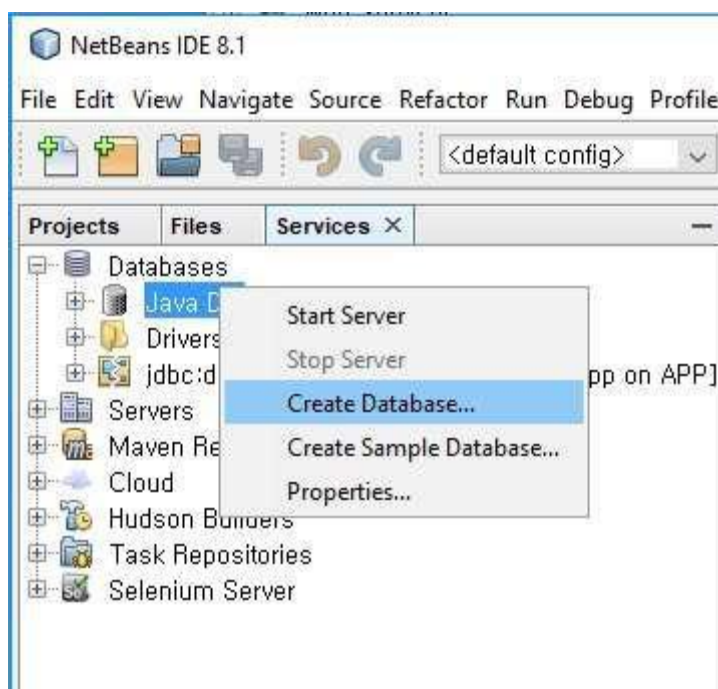 NetBeans IDE 8.1
File Edit View Navigate Source Refactor Run Debug Profile
<default config>
Projects Files Services
Databases
Java
Start Server
Drivers
Stop Server
jdbc:d
on APP]
Create Database...
Servers
Maven
Create Sample Database...
Cloud
Properties...
Hudson Builders
Task Repositories
Selenium Server